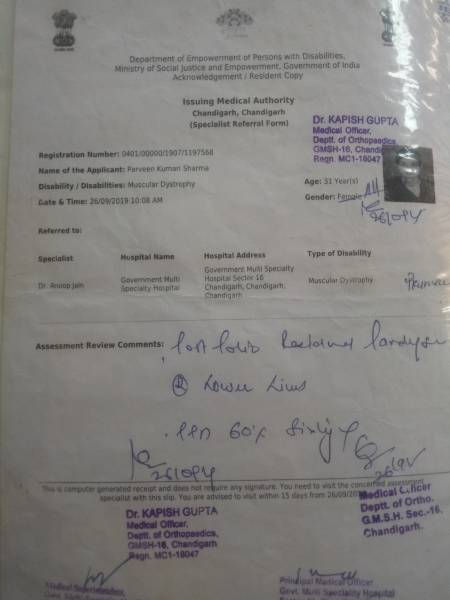 Department of Empowerment of Persons with Disabilities,
Ministry of Social Justice and Empowerment, Government of India
Acknowledgement / Resident Copy
Issuing Medical Authority
Chandigarh, Chandigarh
(Specialist Referral Form)
Dr. KAPISH GUPTA
Medical Officer,
Deptt. of Orthopaedics,
GMSH-16, Chandigarh
Regn. MC1-18047
Registration Number: 0401/00000/1907/1197568
Name of the Applicant: Parveen Kumari Sharma
Age: 31 Year(s)
Disability / Disabilities: Muscular Dystrophy
Gender: Female
Date & Time: 26/09/2019 10:08 AM
Referred to:
Specialist Hospital Name Hospital Address Type of Disability
Dr. Anoop Jain Government Multi Specialty Hospital Government Multi Specialty Hospital Sector 16 Chandigarh, Chandigarh, Chandigarh Muscular Dystrophy
Assessment Review Comments: Post Polio
Lower
60%
This is computer generated receipt and does not require any signature. You need to visit the concerned
specialist with this slip. You are advised to visit within 15 days from 26/09/
Medical Officer
Deptt. of Ortho.
G.M.S.H. Sec.-16,
Chandigarh.
Dr. KAPISH GUPTA
Medical Officer,
Deptt. of Orthopaedics,
GMSH-16, Chandigarh
Regn. MC1-18047
Medical Superintendent,
Principal Medical Officer
Govt. Multi Speciality Hospital